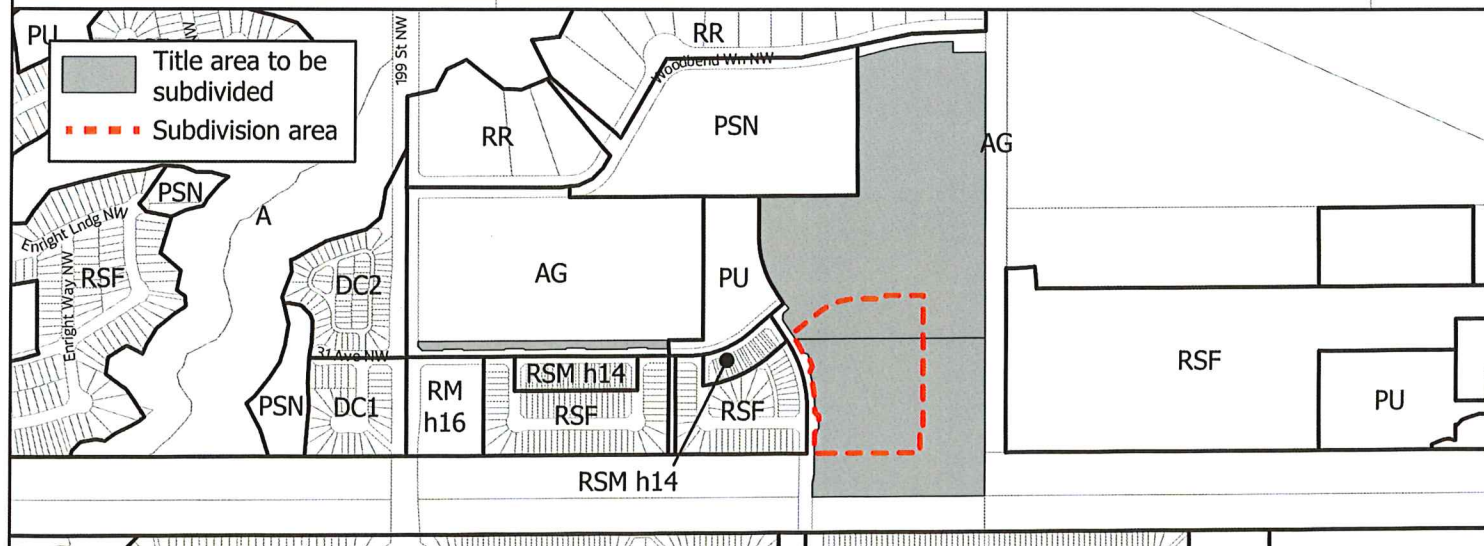 PU
NW
Title area to be
subdivided
Subdivision area
199 St NW
RR
Woodbend Wn NW
RR
PSN
AG
PSN
A
Enright Lndg NW
RSF
Enright Way NW
DC2
AG
PU
31 Ave NW
PSN
DC1
RM
h16
RSM h14
RSF
RSF
RSM h14
RSF
PU